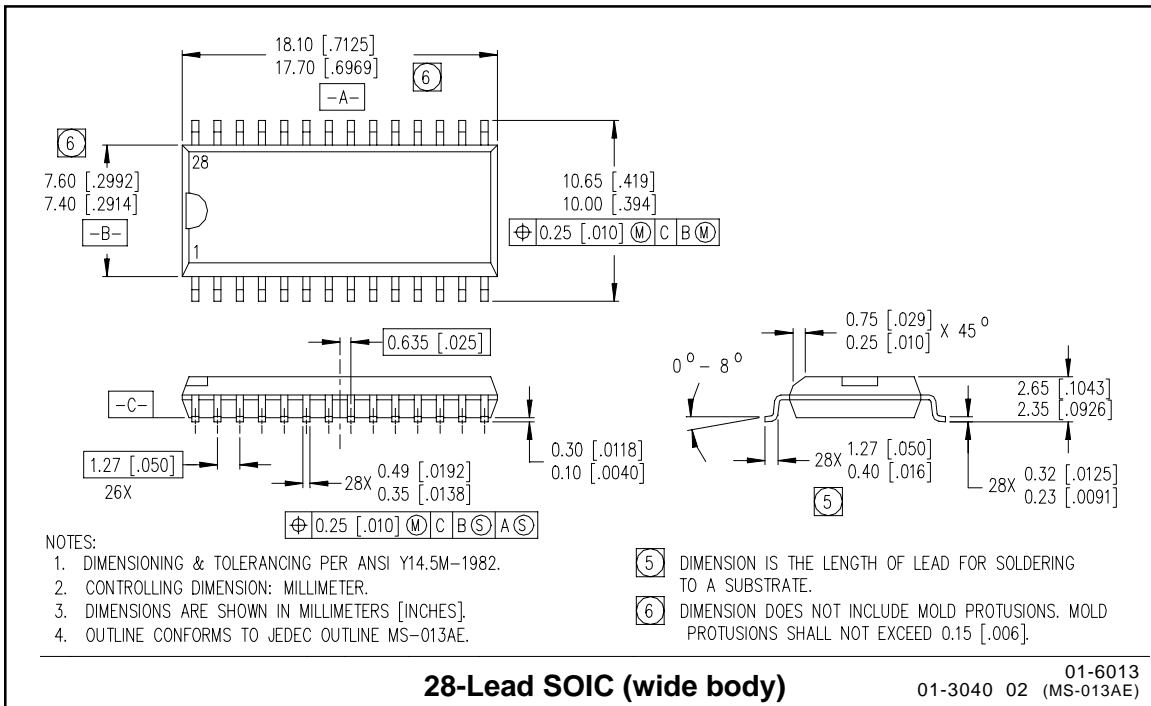 18.10 [.7125]
17.70 [.6969]
6
-A-
6
7.60 [.2992]
7.40 [.2914]
-B-
28
1
10.65 [.419]
10.00 [.394]
⌖ 0.25 [.010] Ⓜ C B Ⓜ
0.635 [.025]
-C-
1.27 [.050]
26X
28X 0.49 [.0192]
0.35 [.0138]
⌖ 0.25 [.010] Ⓜ C B Ⓢ A Ⓢ
0.30 [.0118]
0.10 [.0040]
0.75 [.029]
0.25 [.010] X 45°
0° – 8°
2.65 [.1043]
2.35 [.0926]
28X 1.27 [.050]
0.40 [.016]
5
28X 0.32 [.0125]
0.23 [.0091]
NOTES:
1. DIMENSIONING & TOLERANCING PER ANSI Y14.5M–1982.
2. CONTROLLING DIMENSION: MILLIMETER.
3. DIMENSIONS ARE SHOWN IN MILLIMETERS [INCHES].
4. OUTLINE CONFORMS TO JEDEC OUTLINE MS–013AE.
5 DIMENSION IS THE LENGTH OF LEAD FOR SOLDERING
TO A SUBSTRATE.
6 DIMENSION DOES NOT INCLUDE MOLD PROTUSIONS. MOLD
PROTUSIONS SHALL NOT EXCEED 0.15 [.006].
28-Lead SOIC (wide body)
01-6013
01-3040 02 (MS-013AE)